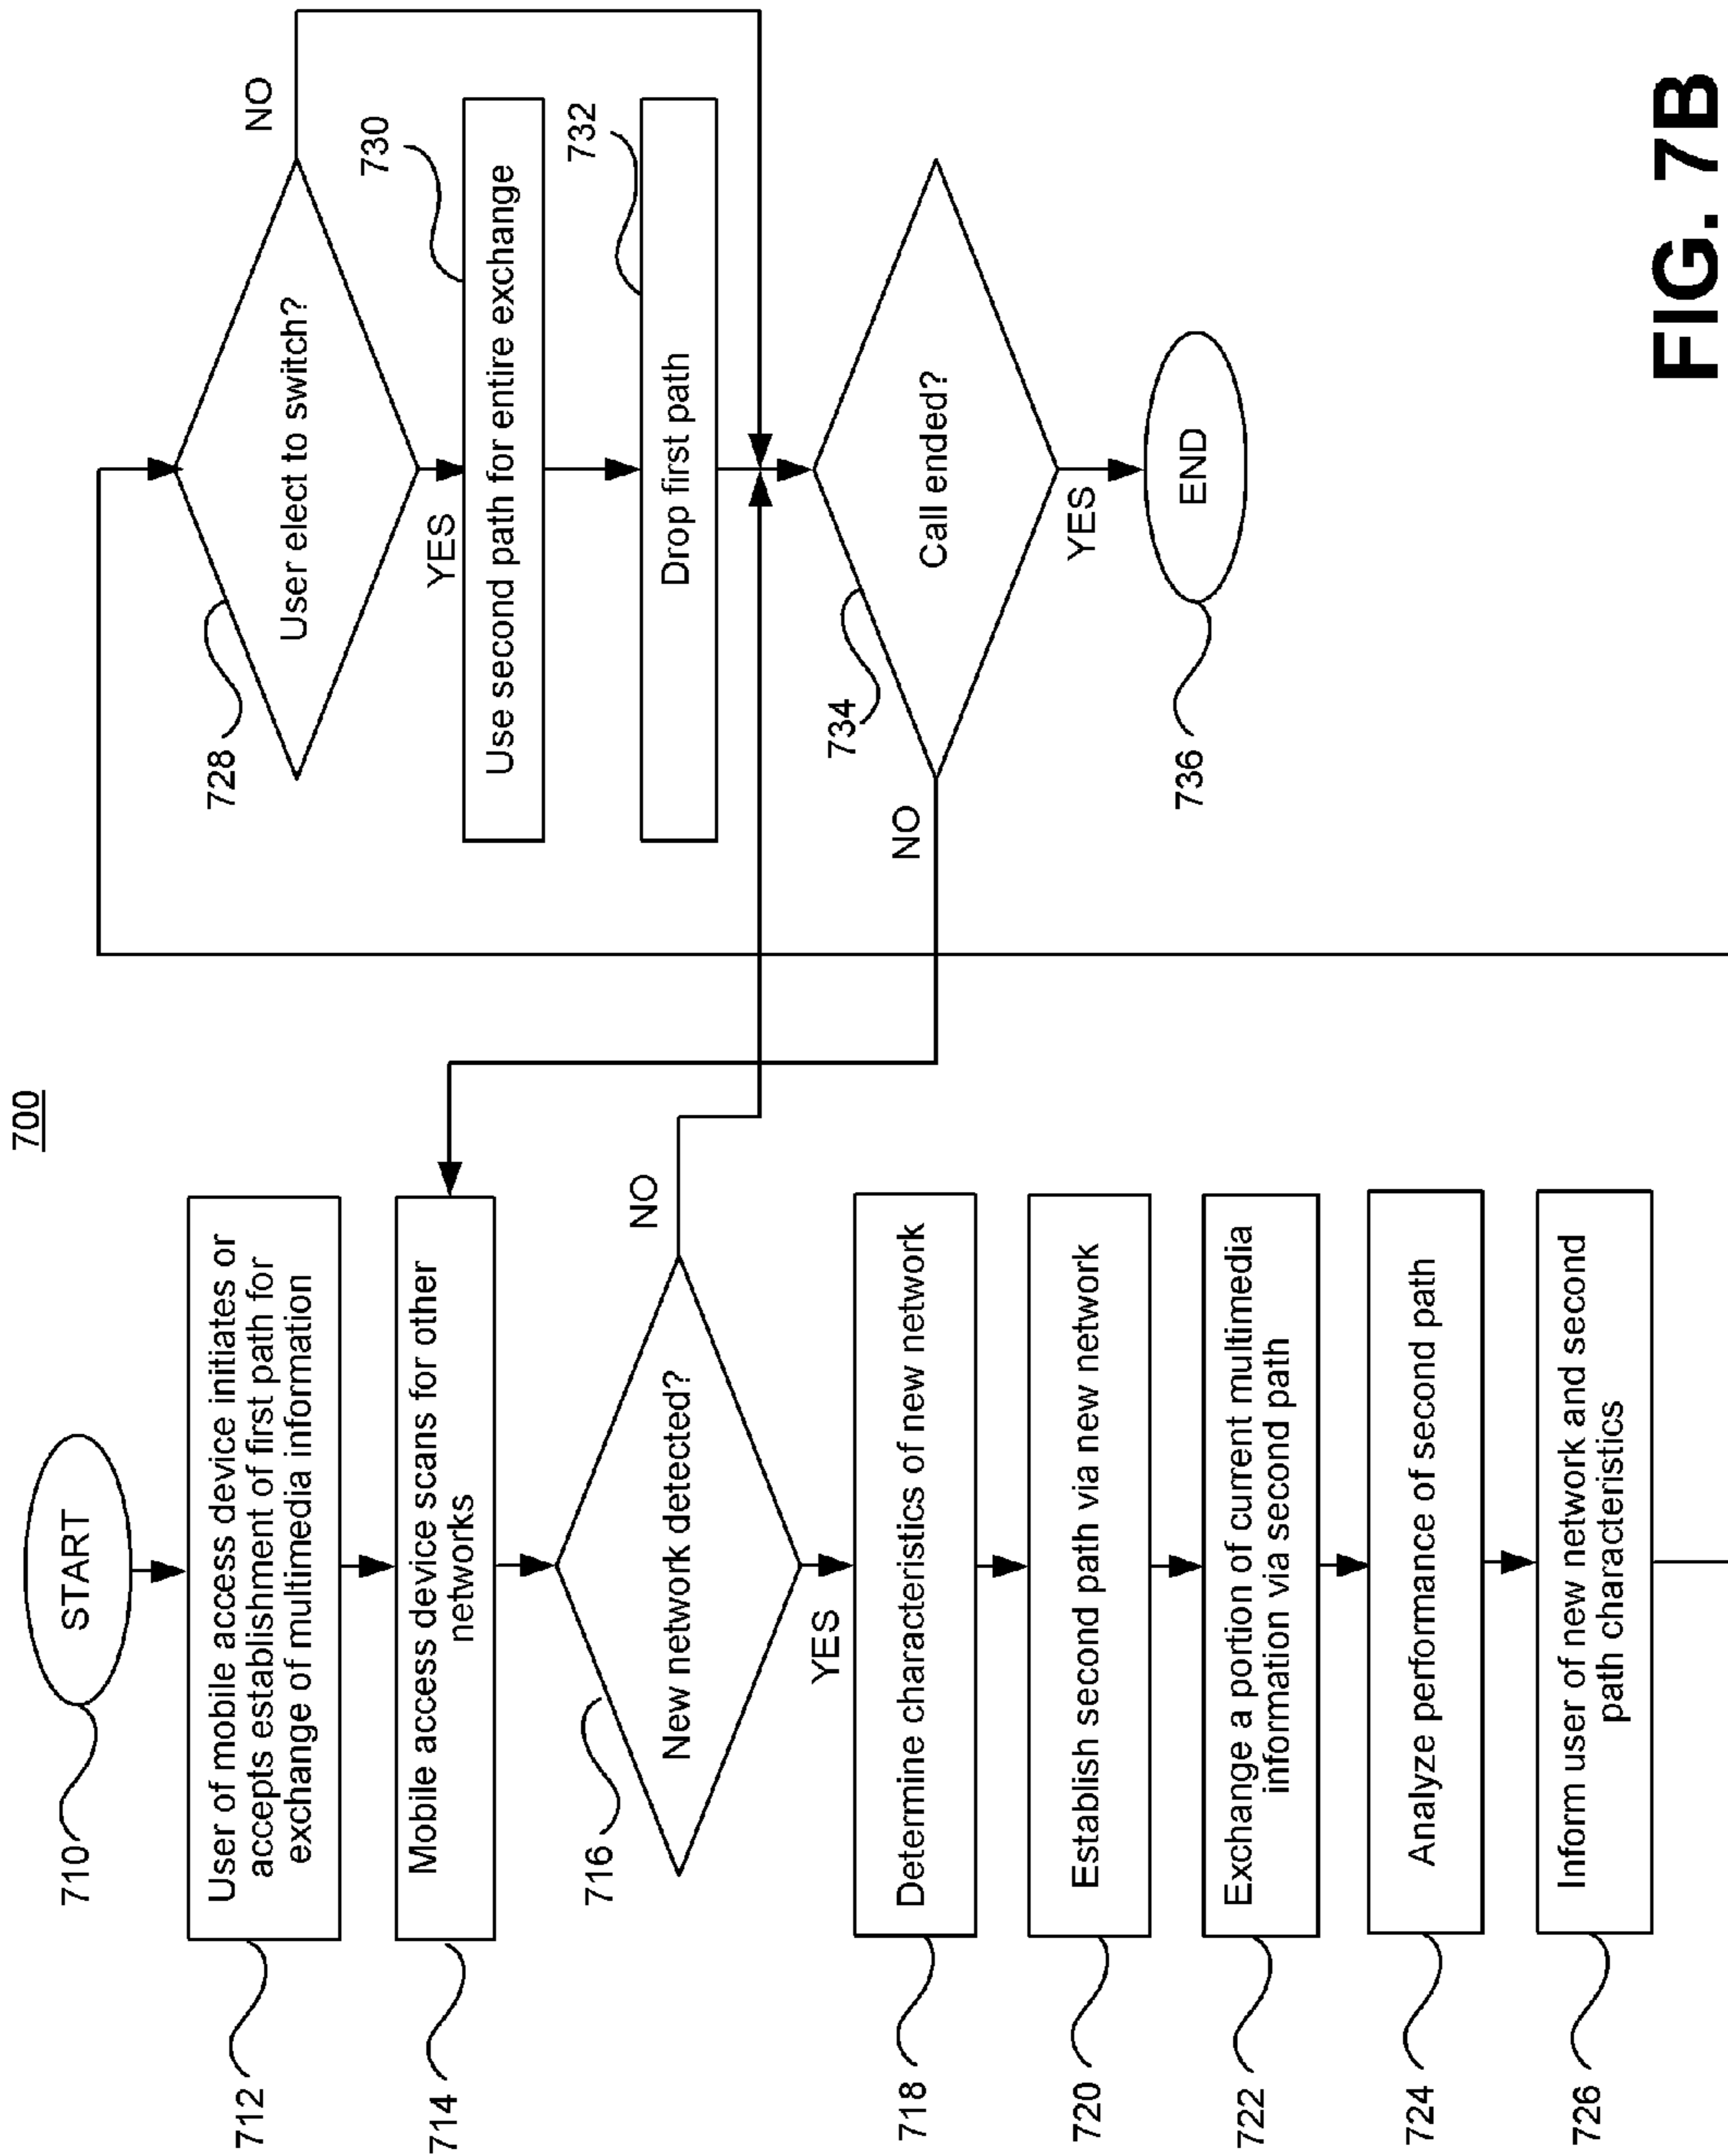 700
START
710
User of mobile access device initiates or
accepts establishment of first path for
exchange of multimedia information
712
Mobile access device scans for other
networks
714
New network detected?
716
NO
YES
Determine characteristics of new network
718
Establish second path via new network
720
Exchange a portion of current multimedia
information via second path
722
Analyze performance of second path
724
Inform user of new network and second
path characteristics
726
User elect to switch?
728
NO
YES
Use second path for entire exchange
730
Drop first path
732
Call ended?
734
NO
YES
END
736
FIG. 7B